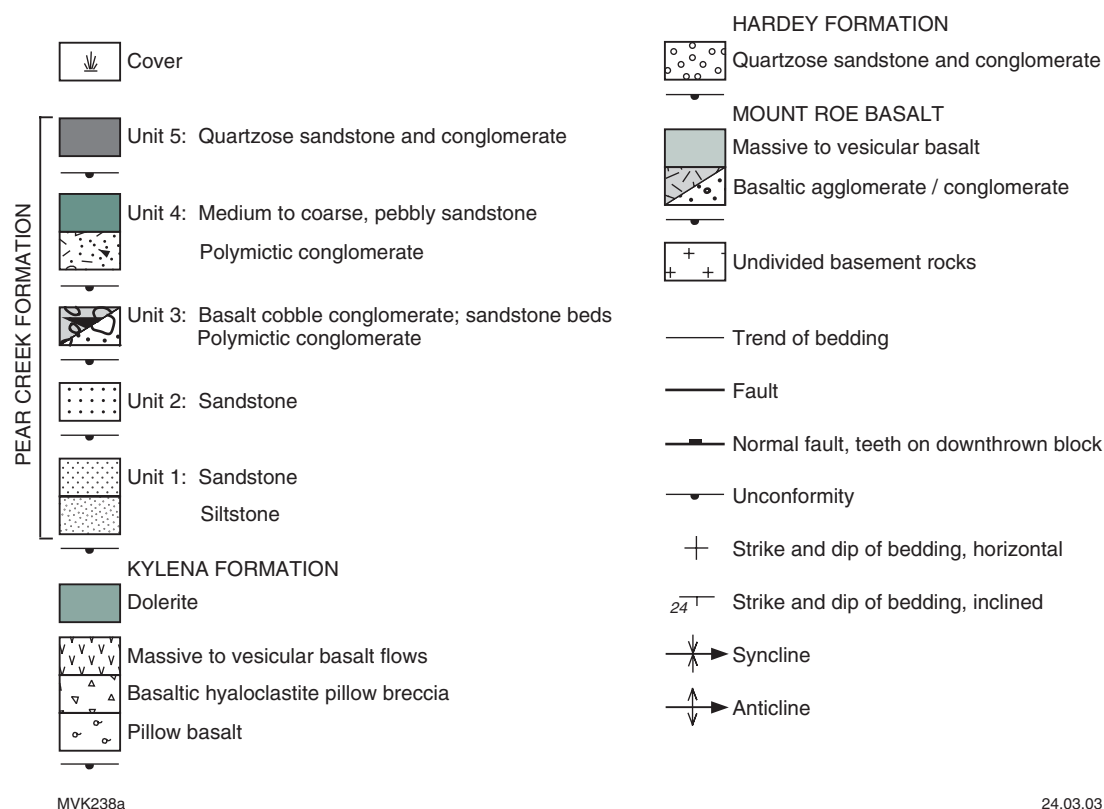 Cover
PEAR CREEK FORMATION
Unit 5: Quartzose sandstone and conglomerate
Unit 4: Medium to coarse, pebbly sandstone
Polymictic conglomerate
Unit 3: Basalt cobble conglomerate; sandstone beds
Polymictic conglomerate
Unit 2: Sandstone
Unit 1: Sandstone
Siltstone
KYLENA FORMATION
Dolerite
Massive to vesicular basalt flows
Basaltic hyaloclastite pillow breccia
Pillow basalt
HARDEY FORMATION
Quartzose sandstone and conglomerate
MOUNT ROE BASALT
Massive to vesicular basalt
Basaltic agglomerate / conglomerate
Undivided basement rocks
Trend of bedding
Fault
Normal fault, teeth on downthrown block
Unconformity
Strike and dip of bedding, horizontal
24 Strike and dip of bedding, inclined
Syncline
Anticline
MVK238a
24.03.03